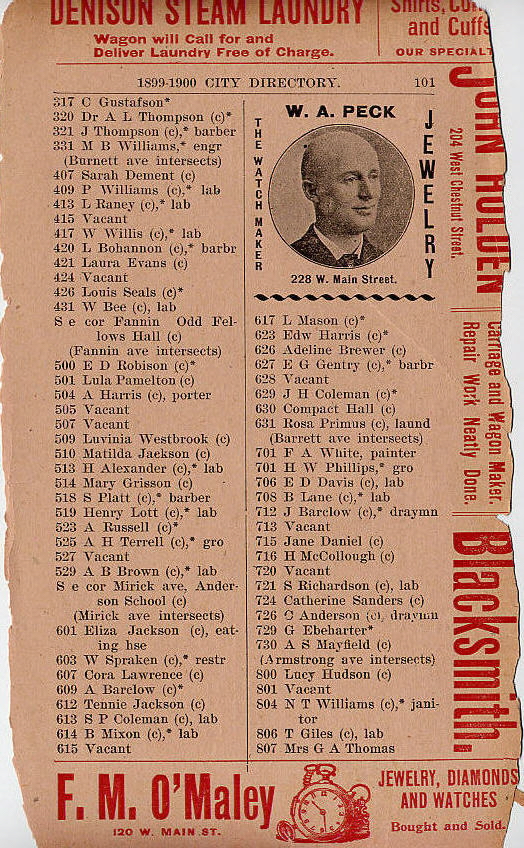 DENISON STEAM LAUNDRY
Wagon will Call for and
Deliver Laundry Free of Charge.
Shirts,
and Cuffs
OUR SPECIALT
1899-1900 CITY DIRECTORY. 101
317 C Gustafson*
320 Dr A L Thompson (c)*
321 J Thompson (c),* barber
331 M B Williams,* engr
(Burnett ave intersects)
407 Sarah Dement (c)
409 P Williams (c),* lab
413 L Raney (c),* lab
415 Vacant
417 W Willis (c),* lab
420 L Bohannon (c),* barbr
421 Laura Evans (c)
424 Vacant
426 Louis Seals (c)*
431 W Bee (c), lab
S e cor Fannin Odd Fel-
lows Hall (c)
(Fannin ave intersects)
500 E D Robison (c)*
501 Lula Pamelton (c)
504 A Harris (c), porter
505 Vacant
507 Vacant
509 Luvinia Westbrook (c)
510 Matilda Jackson (c)
513 H Alexander (c),* lab
514 Mary Grisson (c)
518 S Platt (c),* barber
519 Henry Lott (c),* lab
523 A Russell (c)*
525 A H Terrell (c),* gro
527 Vacant
529 A B Brown (c),* lab
S e cor Mirick ave, Ander-
son School (c)
(Mirick ave intersects)
601 Eliza Jackson (c), eat-
ing hse
603 W Spraken (c),* restr
607 Cora Lawrence (c)
609 A Barclow (c)*
612 Tennie Jackson (c)
613 S P Coleman (c), lab
614 B Mixon (c),* lab
615 Vacant
W. A. PECK
THE WATCH MAKER
JEWELRY
228 W. Main Street.
617 L Mason (c)*
623 Edw Harris (c)*
626 Adeline Brewer (c)
627 E G Gentry (c),* barbr
628 Vacant
629 J H Coleman (c)*
630 Compact Hall (c)
631 Rosa Primus (c), laund
(Barrett ave intersects)
701 F A White, painter
701 H W Phillips,* gro
706 E D Davis (c), lab
708 B Lane (c),* lab
712 J Barclow (c),* draymn
713 Vacant
715 Jane Daniel (c)
716 H McCollough (c)
720 Vacant
721 S Richardson (c), lab
724 Catherine Sanders (c)
726 C Anderson (c), draymn
729 G Ebeharter*
730 A S Mayfield (c)
(Armstrong ave intersects)
800 Lucy Hudson (c)
801 Vacant
804 N T Williams (c),* jani-
tor
806 T Giles (c), lab
807 Mrs G A Thomas
JOHN HOLDEN
204 West Chestnut Street.
Carriage and Wagon Maker.
Repair Work Neatly Done.
Blacksmith.
F. M. O'Maley
120 W. MAIN ST.
JEWELRY, DIAMONDS
AND WATCHES
Bought and Sold.